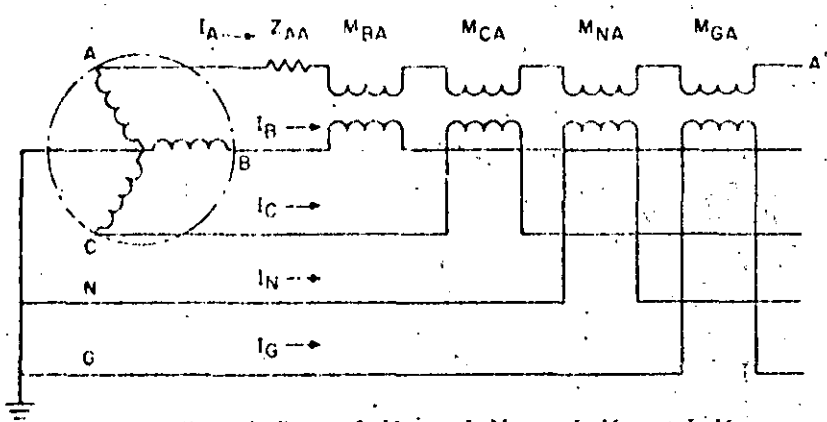 I_A Z_AA M_BA M_CA M_NA M_GA
A A'
I_B
B
I_C
C
N I_N
G I_G